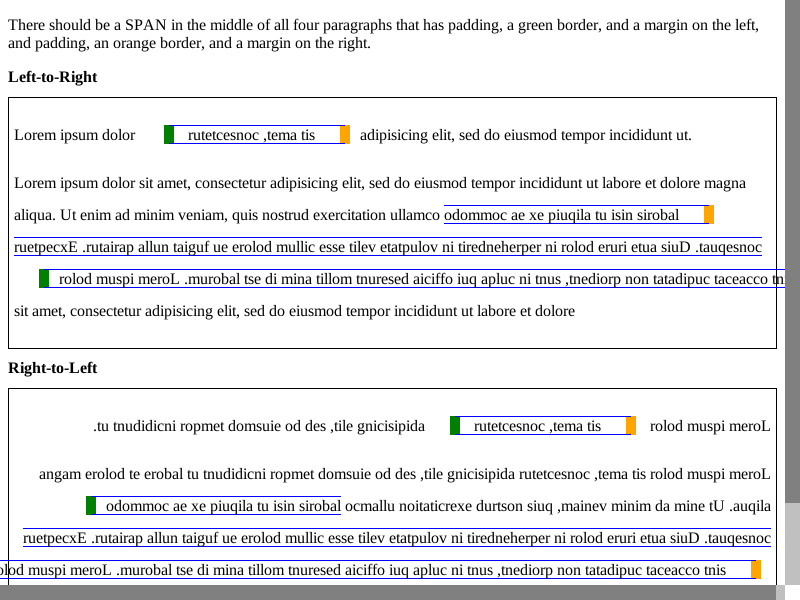 There should be a SPAN in the middle of all four paragraphs that has padding, a green border, and a margin on the left,
and padding, an orange border, and a margin on the right.
Left-to-Right
Lorem ipsum dolor rutetcesnoc ,tema tis adipisicing elit, sed do eiusmod tempor incididunt ut.
Lorem ipsum dolor sit amet, consectetur adipisicing elit, sed do eiusmod tempor incididunt ut labore et dolore magna
aliqua. Ut enim ad minim veniam, quis nostrud exercitation ullamco odommoc ae xe piuqila tu isin sirobal
ruetpecxE .rutairap allun taiguf ue erolod mullic esse tilev etatpulov ni tiredneherper ni rolod eruri etua siuD .tauqesnoc
rolod muspi meroL .murobal tse di mina tillom tnuresed aiciffo iuq apluc ni tnus ,tnediorp non tatadipuc taceacco
sit amet, consectetur adipisicing elit, sed do eiusmod tempor incididunt ut labore et dolore
Right-to-Left
.tu tnudidicni ropmet domsuie od des ,tile gnicisipida rutetcesnoc ,tema tis rolod muspi meroL
angam erolod te erobal tu tnudidicni ropmet domsuie od des ,tile gnicisipida rutetcesnoc ,tema tis rolod muspi meroL
odommoc ae xe piuqila tu isin sirobal ocmallu noitaticrexe durtson siuq ,mainev minim da mine tU .auqila
ruetpecxE .rutairap allun taiguf ue erolod mullic esse tilev etatpulov ni tiredneherper ni rolod eruri etua siuD .tauqesnoc
muspi meroL .murobal tse di mina tillom tnuresed aiciffo iuq apluc ni tnus ,tnediorp non tatadipuc taceacco tnis